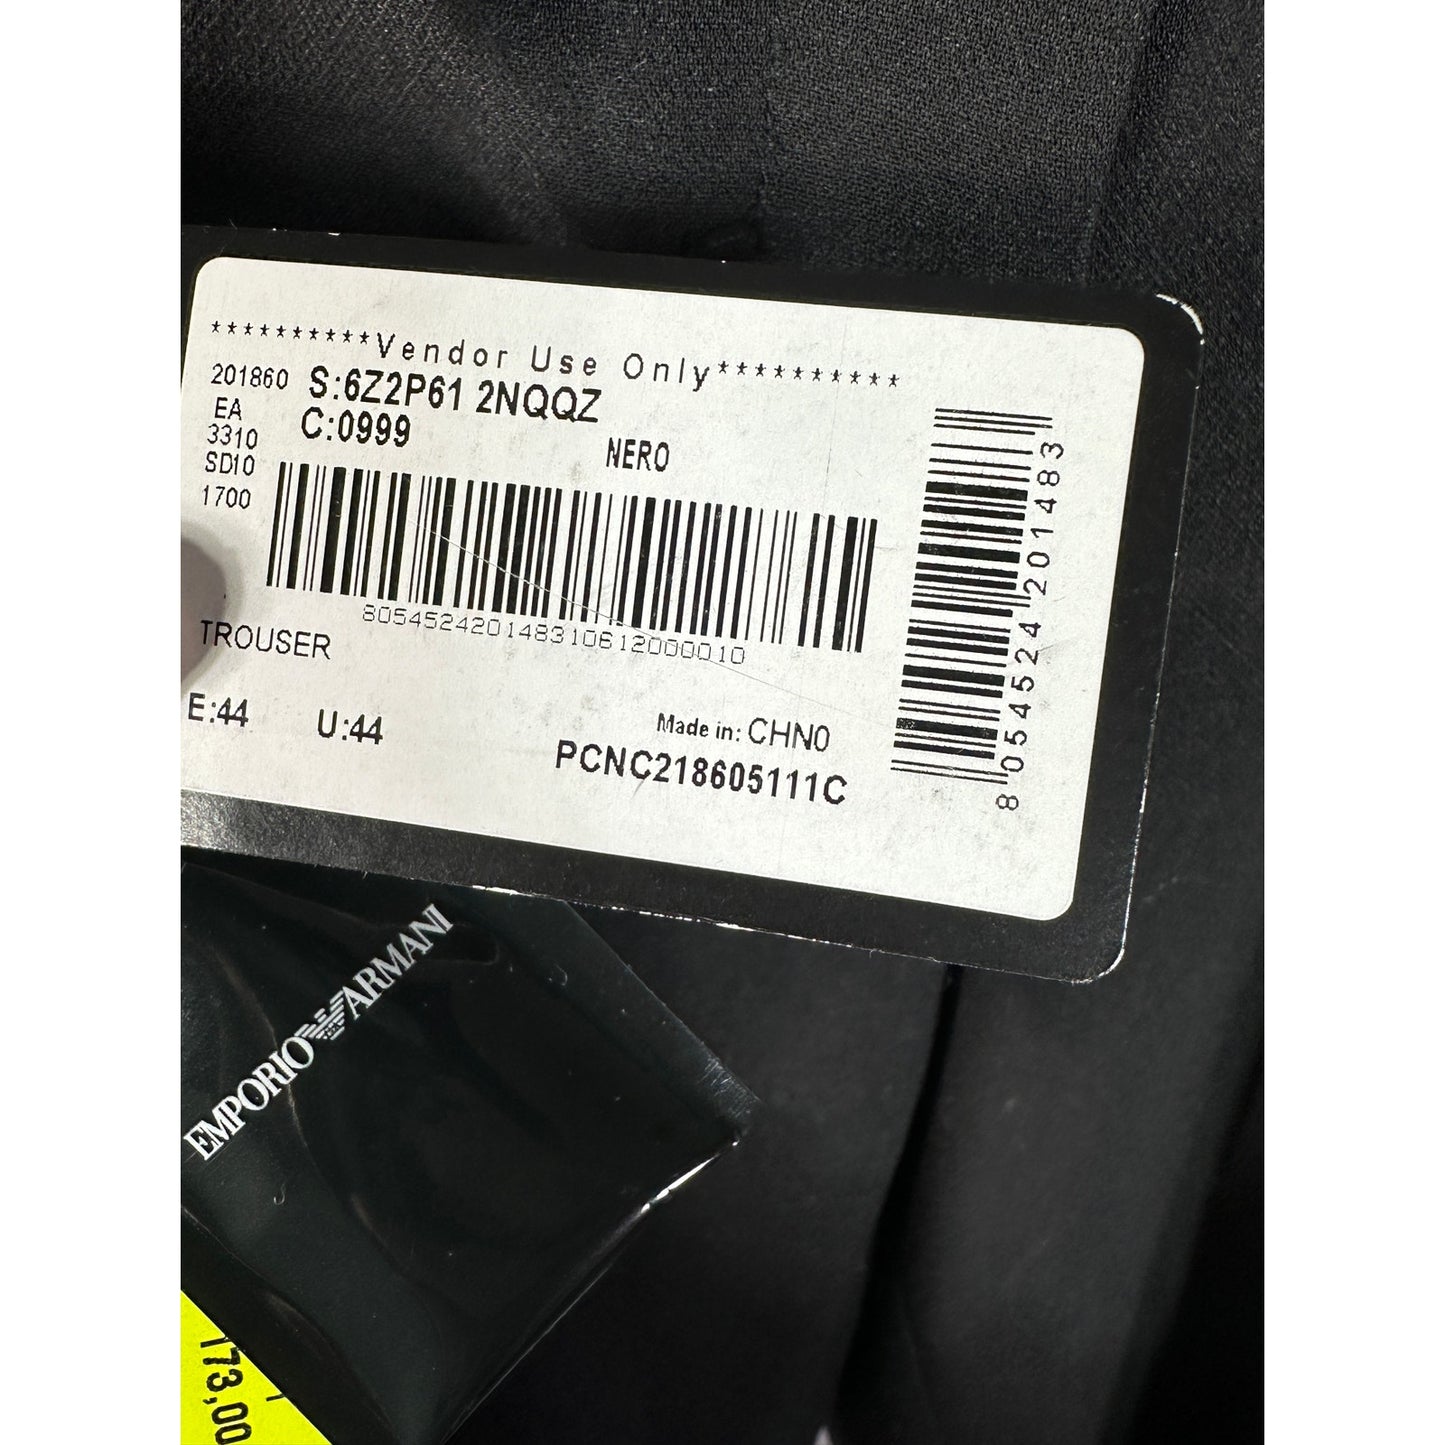 **********Vendor Use Only**********
201860 S:6Z2P61 2NQQZ
EA C:0999
3310 NERO
SD10
1700
805452420148310612000010
TROUSER
E:44 U:44 Made in: CHN0
PCNC218605111C
8054524201483
EMPORIO ARMANI
173,00